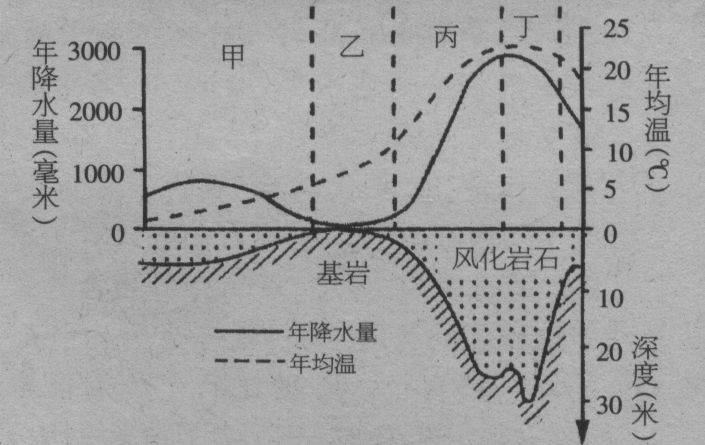 年降水量(毫米)
3000
2000
1000
0
甲
乙
丙
丁
25
20
15
10
5
0
年均温(℃)
基岩
风化岩石
年降水量
年均温
10
20
30
深度(米)